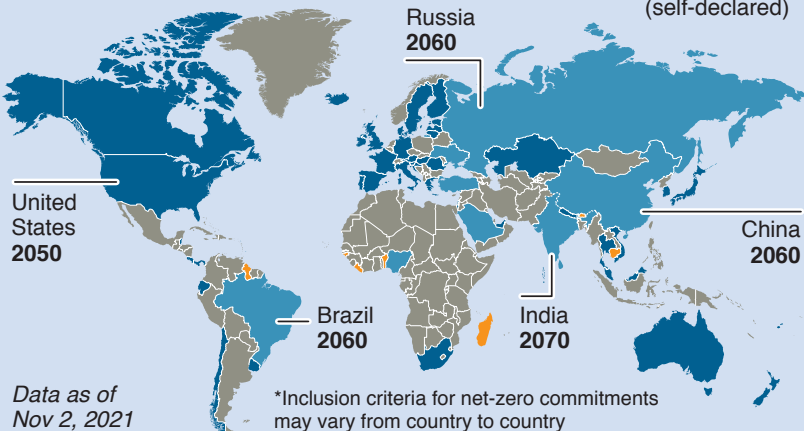 (self-declared)
Russia
2060
United
States
2050
China
2060
Brazil
2060
India
2070
Data as of
Nov 2, 2021
*Inclusion criteria for net-zero commitments
may vary from country to country